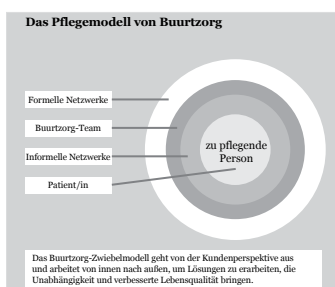 Das Pflegemodell von Buurtzorg
Formelle Netzwerke
Buurtzorg-Team
Informelle Netzwerke
Patient/in
zu pflegende
Person
Das Buurtzorg-Zwiebelmodell geht von der Kundenperspektive aus
und arbeitet von innen nach außen, um Lösungen zu erarbeiten, die
Unabhängigkeit und verbesserte Lebensqualität bringen.